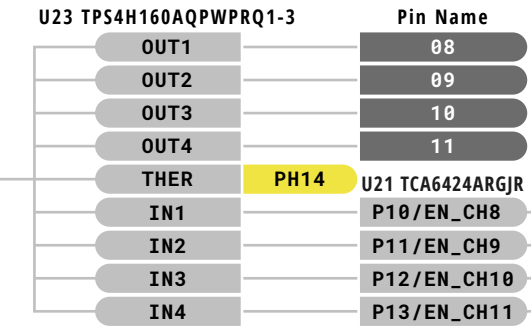 U23 TPS4H160AQPWPRQ1-3 Pin Name
OUT1 08
OUT2 09
OUT3 10
OUT4 11
THER PH14 U21 TCA6424ARGJR
IN1 P10/EN_CH8
IN2 P11/EN_CH9
IN3 P12/EN_CH10
IN4 P13/EN_CH11